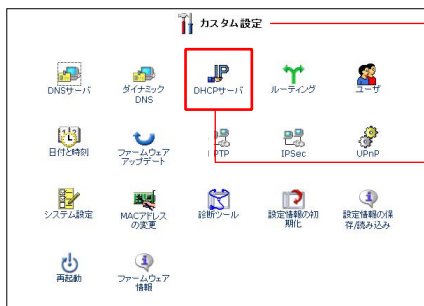 カスタム設定
DNSサーバ
ダイナミック
DNS
DHCPサーバ
ルーティング
ユーザ
日付と時刻
ファームウェア
アップデート
PTP
IPSec
UPnP
システム設定
MACアドレス
の変更
診断ツール
設定情報の初
期化
設定情報の保
存/読み込み
再起動
ファームウェア
情報